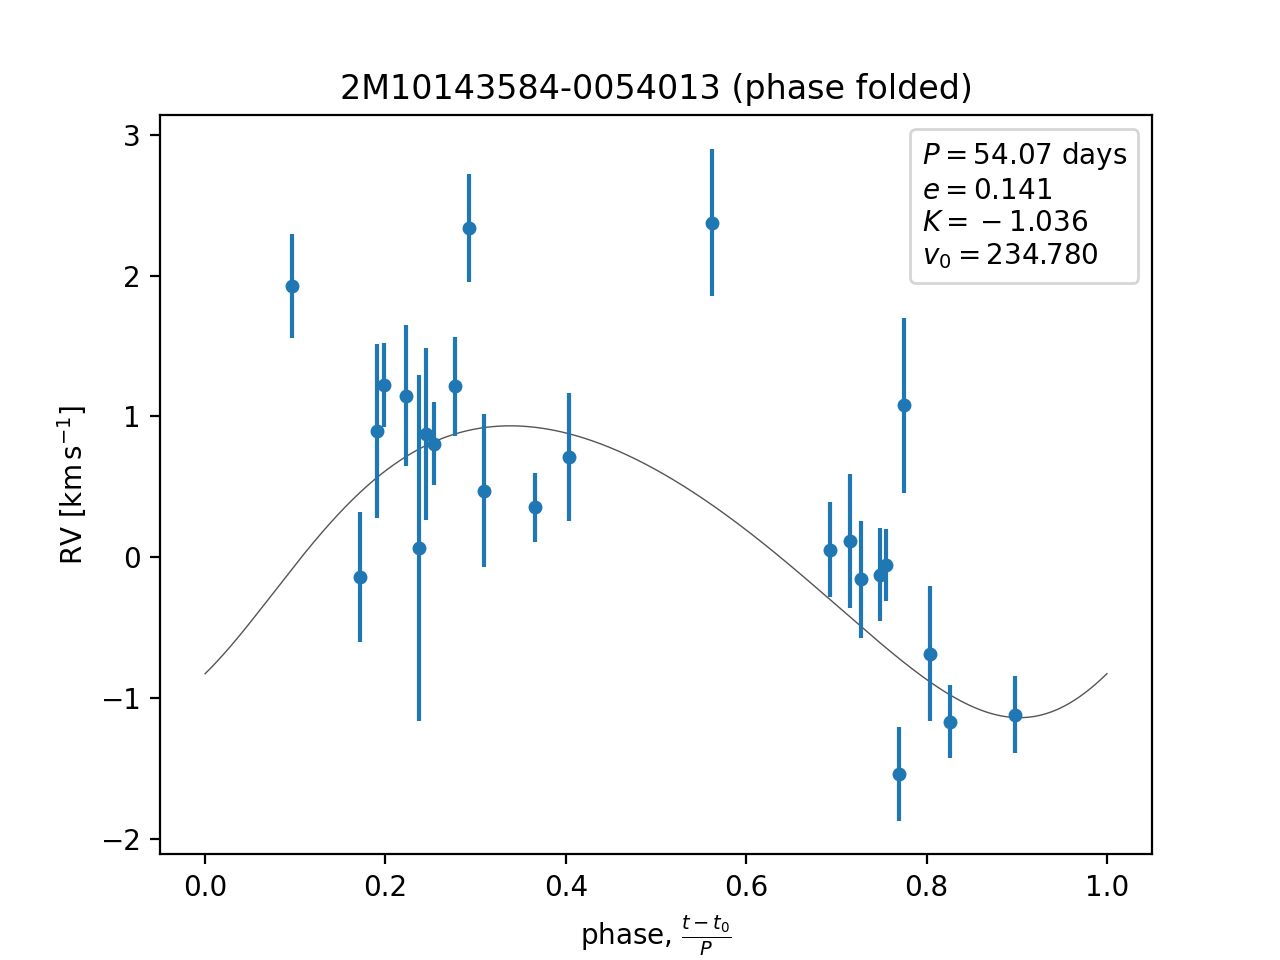 2M10143584-0054013 (phase folded)
P = 54.07 days
e = 0.141
K = −1.036
v₀ = 234.780
3
2
1
0
−1
−2
RV [km s⁻¹]
0.0 0.2 0.4 0.6 0.8 1.0
phase, (t − t₀)/P